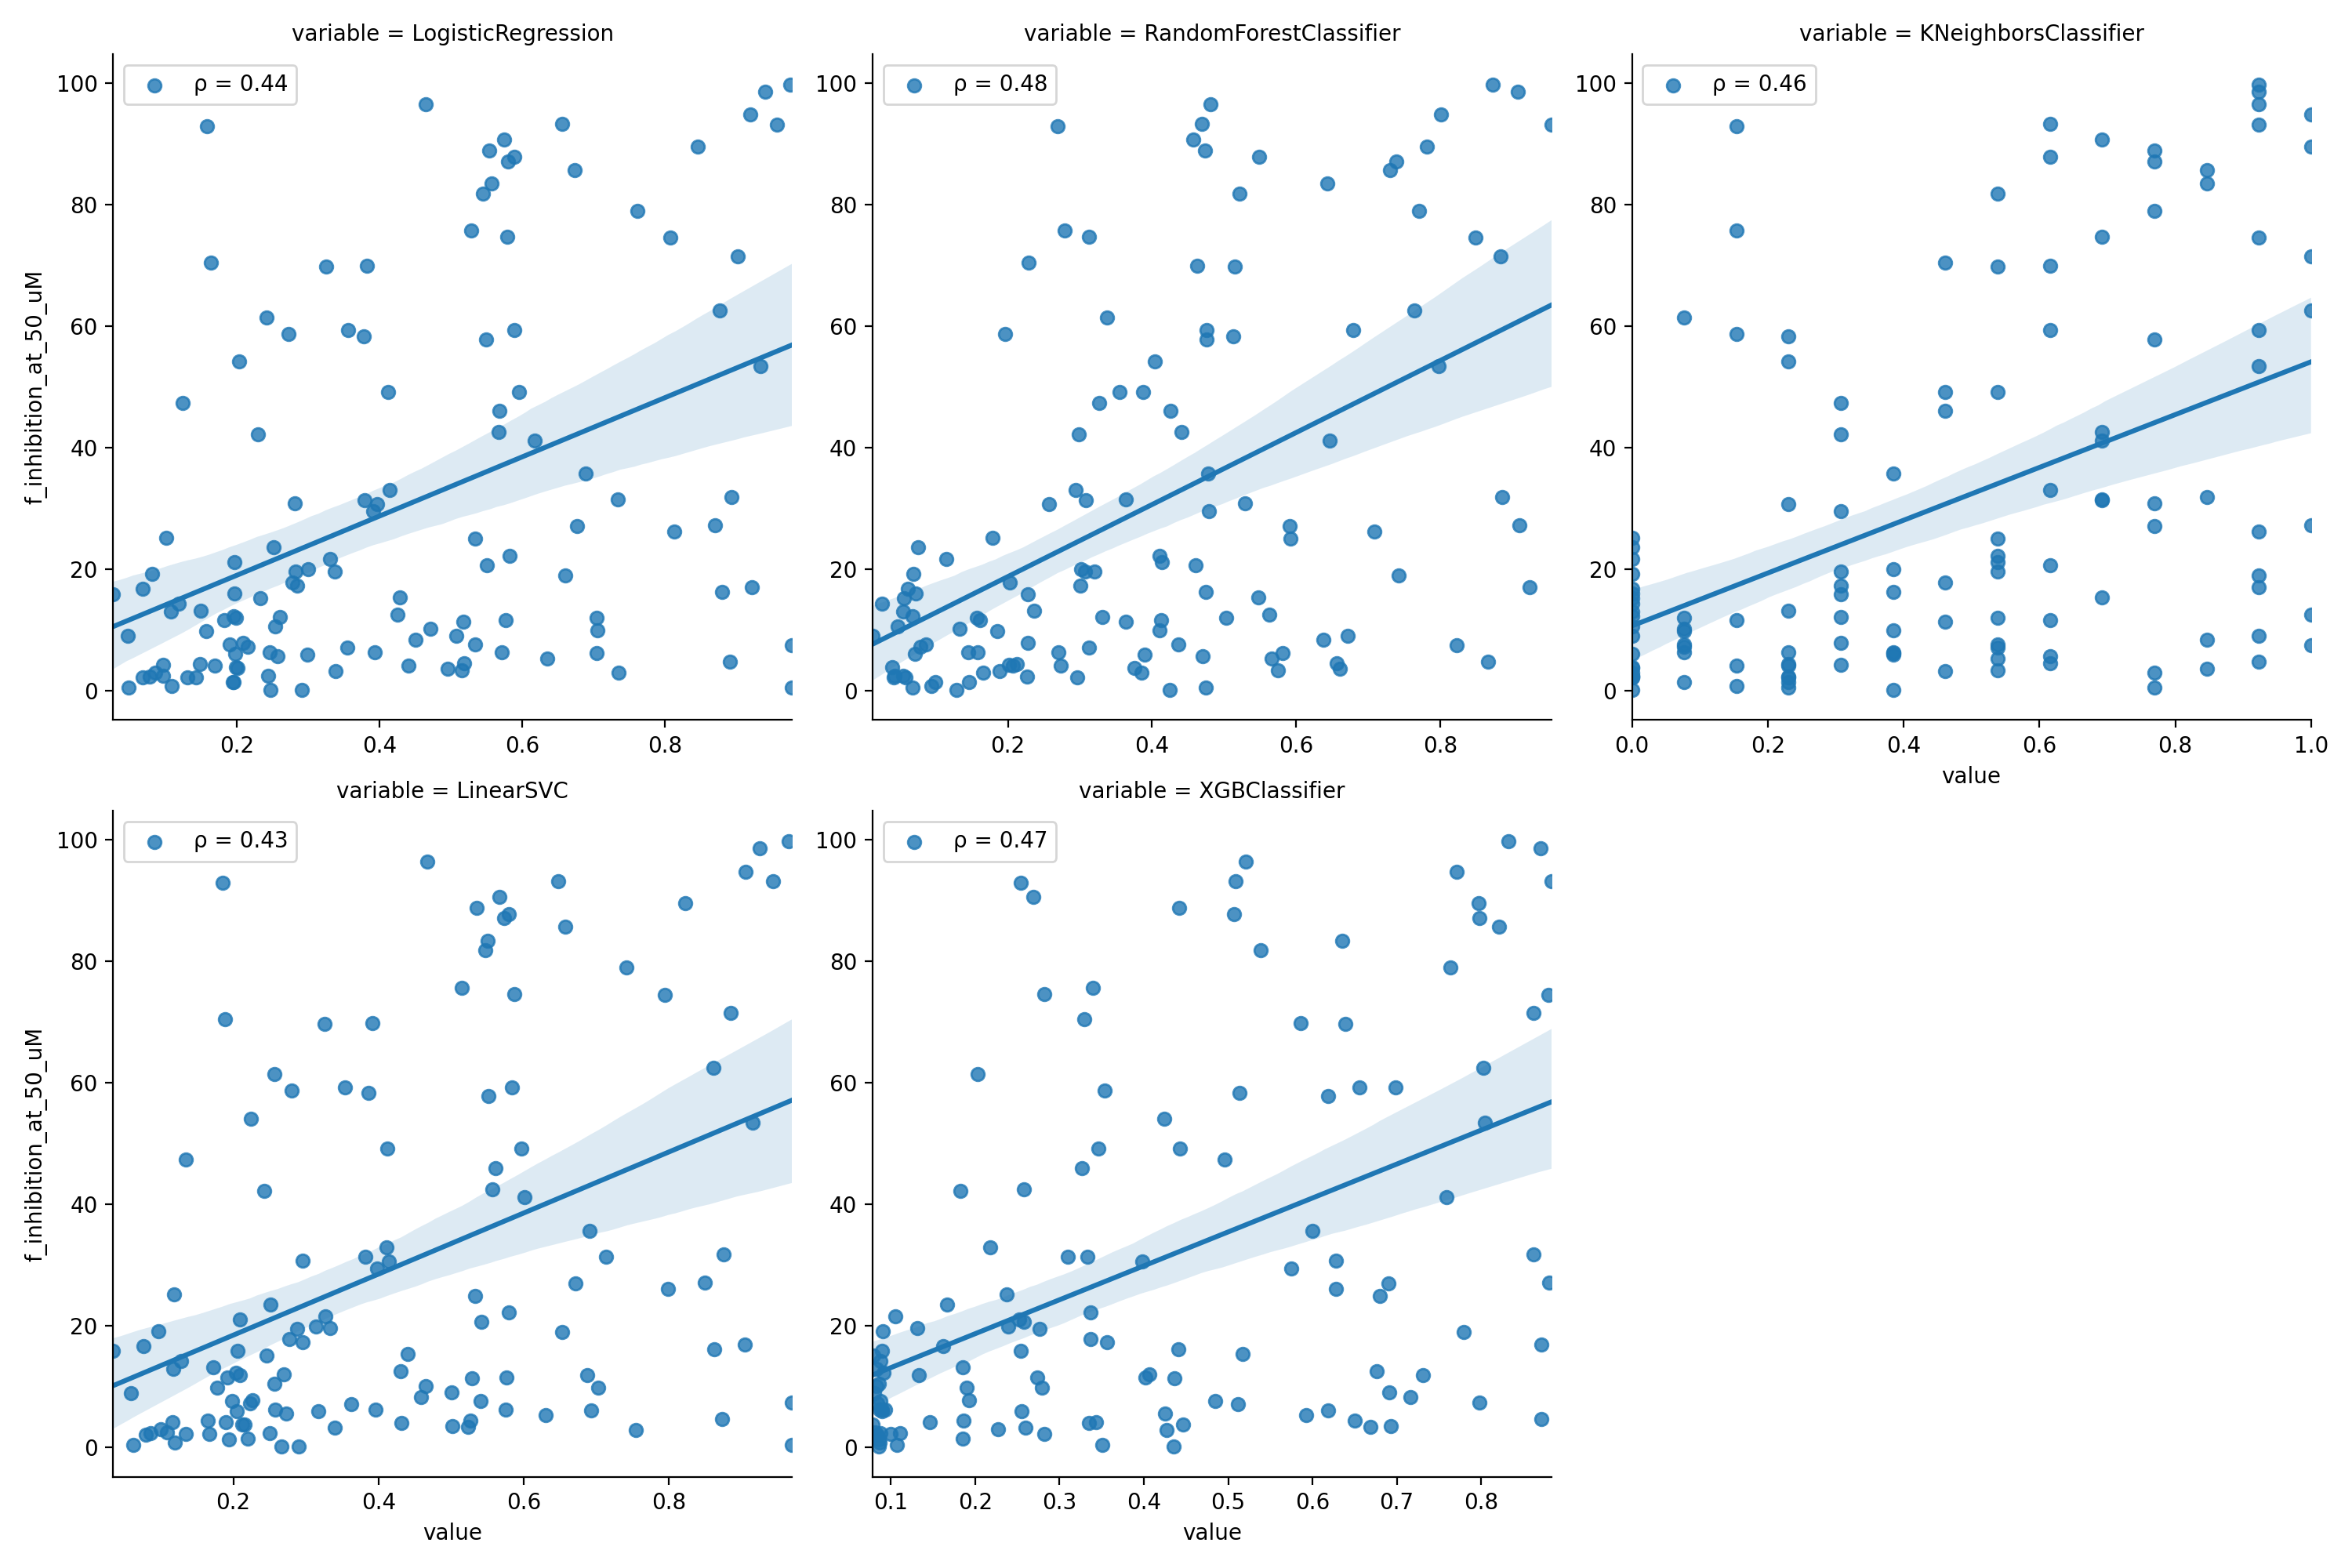 variable = LogisticRegression
ρ = 0.44
100
80
60
40
20
0
f_inhibition_at_50_uM
0.2 0.4 0.6 0.8
variable = RandomForestClassifier
ρ = 0.48
100
80
60
40
20
0
0.2 0.4 0.6 0.8
variable = KNeighborsClassifier
ρ = 0.46
100
80
60
40
20
0
0.0 0.2 0.4 0.6 0.8 1.0
value
variable = LinearSVC
ρ = 0.43
100
80
60
40
20
0
f_inhibition_at_50_uM
0.2 0.4 0.6 0.8
value
variable = XGBClassifier
ρ = 0.47
100
80
60
40
20
0
0.1 0.2 0.3 0.4 0.5 0.6 0.7 0.8
value